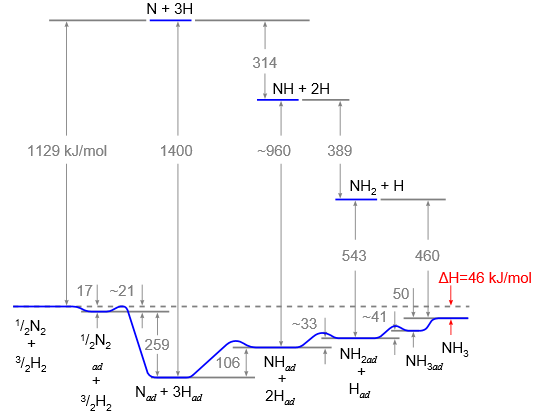 N + 3H
314
NH + 2H
1129 kJ/mol
1400
~960
389
NH₂ + H
543
460
ΔH=46 kJ/mol
17
~21
50
~33
~41
259
106
¹/₂N₂
+
³/₂H₂
¹/₂N₂
ad
+
³/₂H₂
Nad + 3Had
NHad
+
2Had
NH₂ad
+
Had
NH₃ad
NH₃